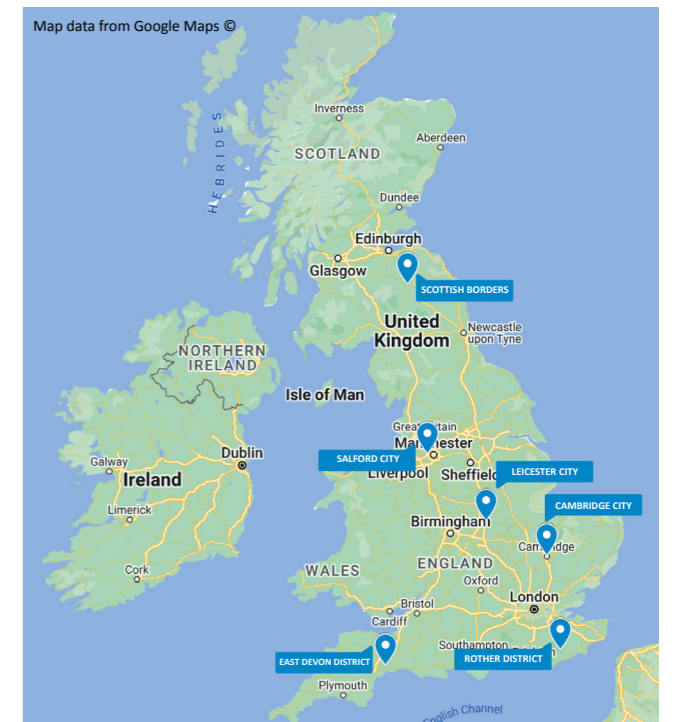 Map data from Google Maps ©
Inverness
Aberdeen
SCOTLAND
HEBRIDES
Dundee
Edinburgh
Glasgow
SCOTTISH BORDERS
United
Kingdom
Newcastle
upon Tyne
NORTHERN
IRELAND
Isle of Man
Dublin
Galway
Ireland
SALFORD CITY
Liverpool
Sheffield
LEICESTER CITY
Limerick
CAMBRIDGE CITY
Birmingham
Cork
WALES
ENGLAND
Oxford
London
Bristol
Cardiff
Southampton
EAST DEVON DISTRICT
ROTHER DISTRICT
Plymouth
English Channel